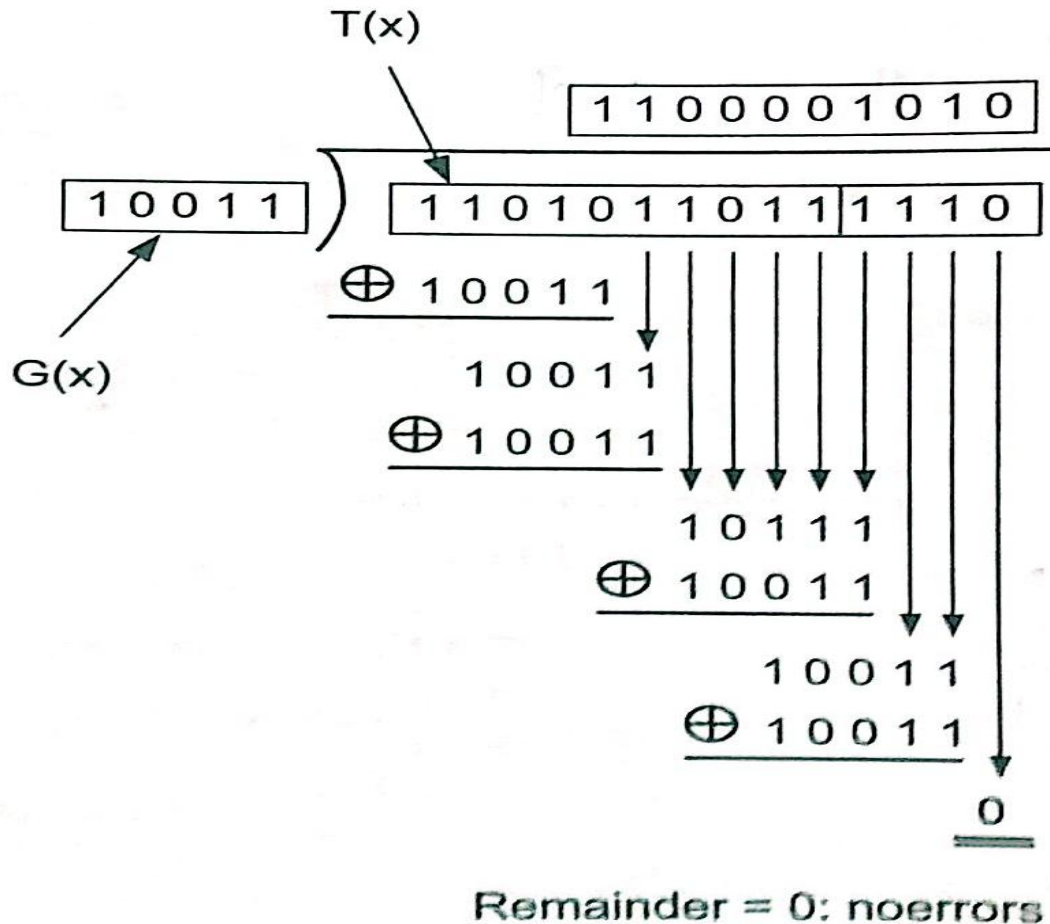 T(x)
1 1 0 0 0 0 1 0 1 0
1 0 0 1 1 ) 1 1 0 1 0 1 1 0 1 1 1 1 1 0
⊕ 1 0 0 1 1
G(x)
1 0 0 1 1
⊕ 1 0 0 1 1
1 0 1 1 1
⊕ 1 0 0 1 1
1 0 0 1 1
⊕ 1 0 0 1 1
0
Remainder = 0: noerrors